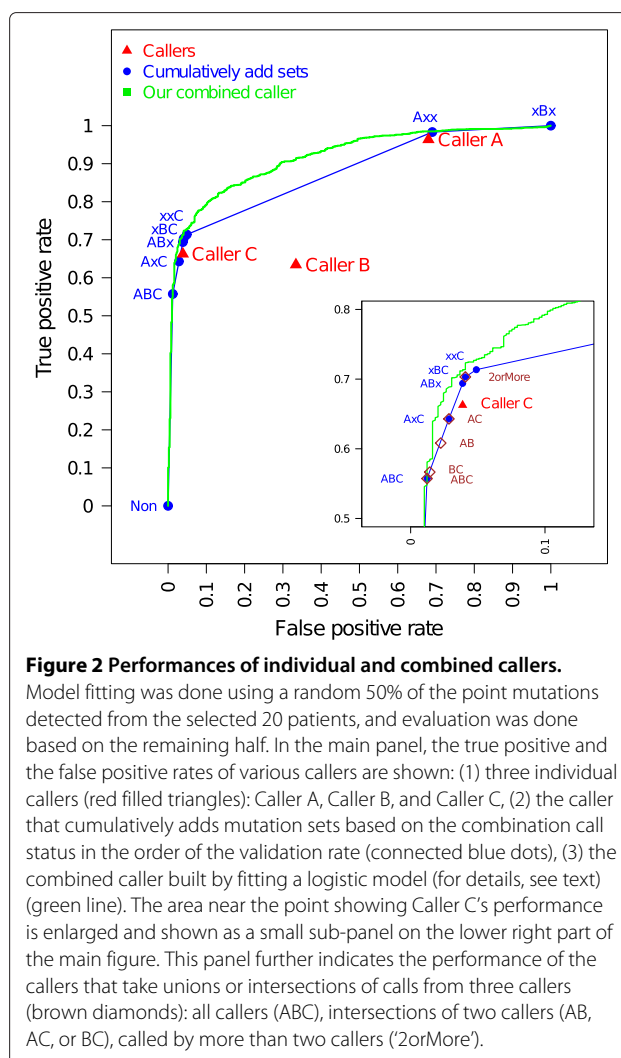 Callers
Cumulatively add sets
Our combined caller
Axx
xBx
1
Caller A
0.9
0.8
xxC
0.7
xBC
ABx
Caller C
AxC
Caller B
0.6
ABC
0.5
0.4
0.3
0.2
0.1
0
Non
True positive rate
0.8
xxC
xBC
0.7
2orMore
ABx
Caller C
AxC
AC
AB
0.6
BC
ABC
ABC
0.5
0
0.1
0
0.1
0.2
0.3
0.4
0.5
0.6
0.7
0.8
0.9
1
False positive rate
Figure 2 Performances of individual and combined callers.
Model fitting was done using a random 50% of the point mutations
detected from the selected 20 patients, and evaluation was done
based on the remaining half. In the main panel, the true positive and
the false positive rates of various callers are shown: (1) three individual
callers (red filled triangles): Caller A, Caller B, and Caller C, (2) the caller
that cumulatively adds mutation sets based on the combination call
status in the order of the validation rate (connected blue dots), (3) the
combined caller built by fitting a logistic model (for details, see text)
(green line). The area near the point showing Caller C's performance
is enlarged and shown as a small sub-panel on the lower right part of
the main figure. This panel further indicates the performance of the
callers that take unions or intersections of calls from three callers
(brown diamonds): all callers (ABC), intersections of two callers (AB,
AC, or BC), called by more than two callers ('2orMore').